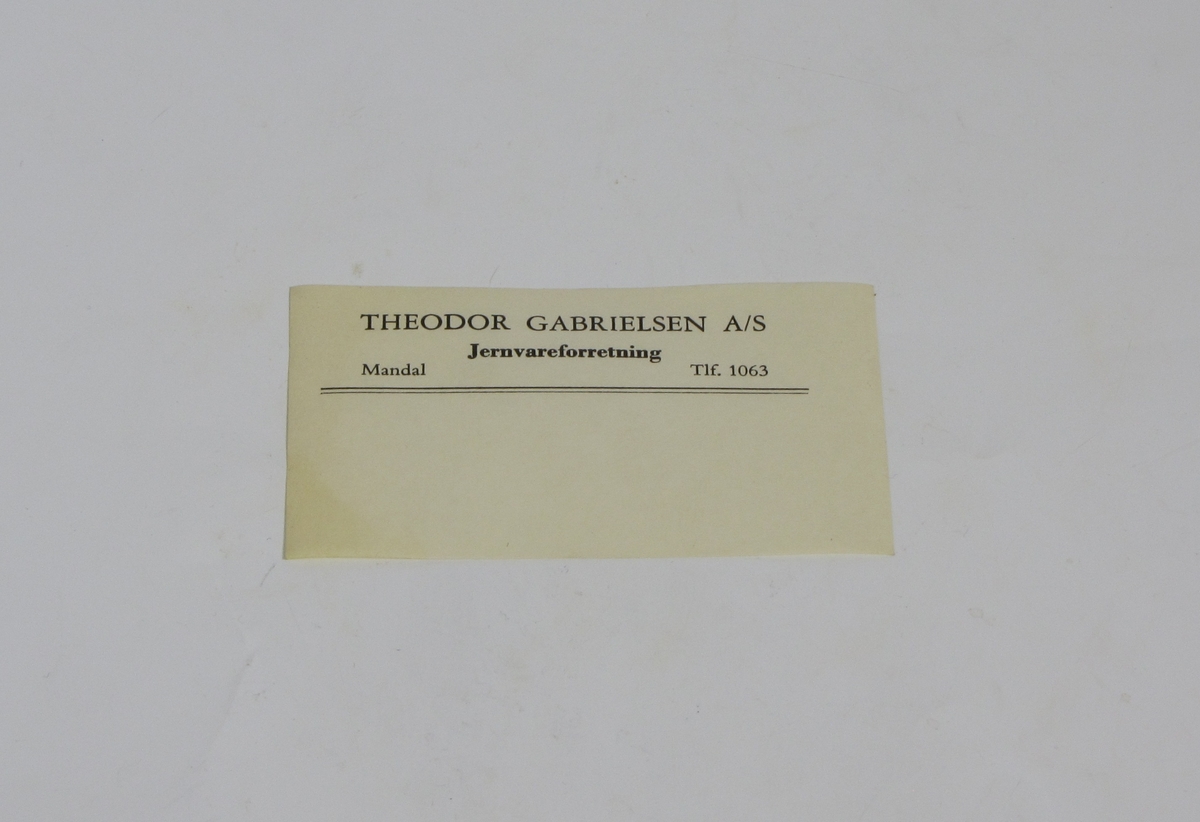 THEODOR GABRIELSEN A/S
Jernvareforretning
Mandal Tlf. 1063